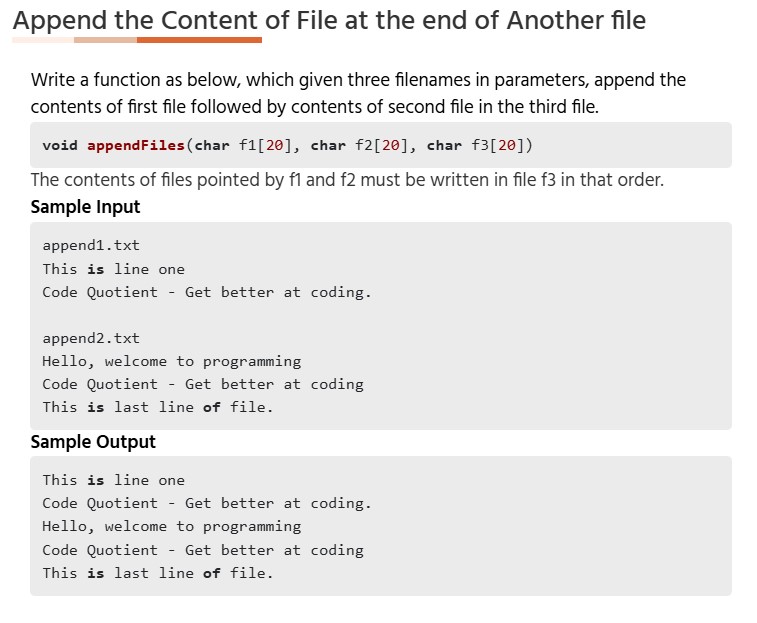 Append the Content of File at the end of Another file
Write a function as below, which given three filenames in parameters, append the
contents of first file followed by contents of second file in the third file.
void appendFiles(char f1[20], char f2[20], char f3[20])
The contents of files pointed by f1 and f2 must be written in file f3 in that order.
Sample Input
append1.txt
This is line one
Code Quotient - Get better at coding.
append2.txt
Hello, welcome to programming
Code Quotient - Get better at coding
This is last line of file.
Sample Output
This is line one
Code Quotient - Get better at coding.
Hello, welcome to programming
Code Quotient - Get better at coding
This is last line of file.